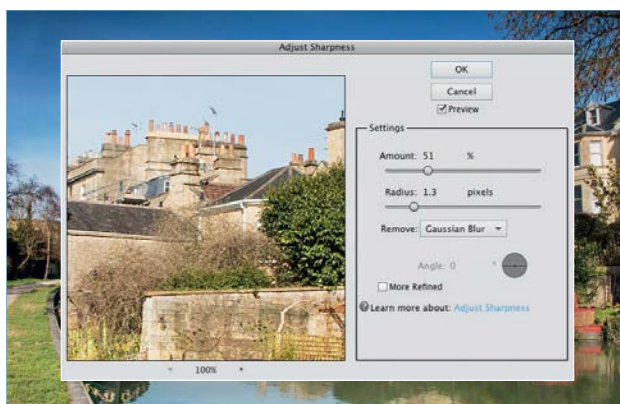 Adjust Sharpness
OK
Cancel
Preview
Settings
Amount: 51 %
Radius: 1.3 pixels
Remove: Gaussian Blur
Angle: 0 °
More Refined
Learn more about: Adjust Sharpness
100%